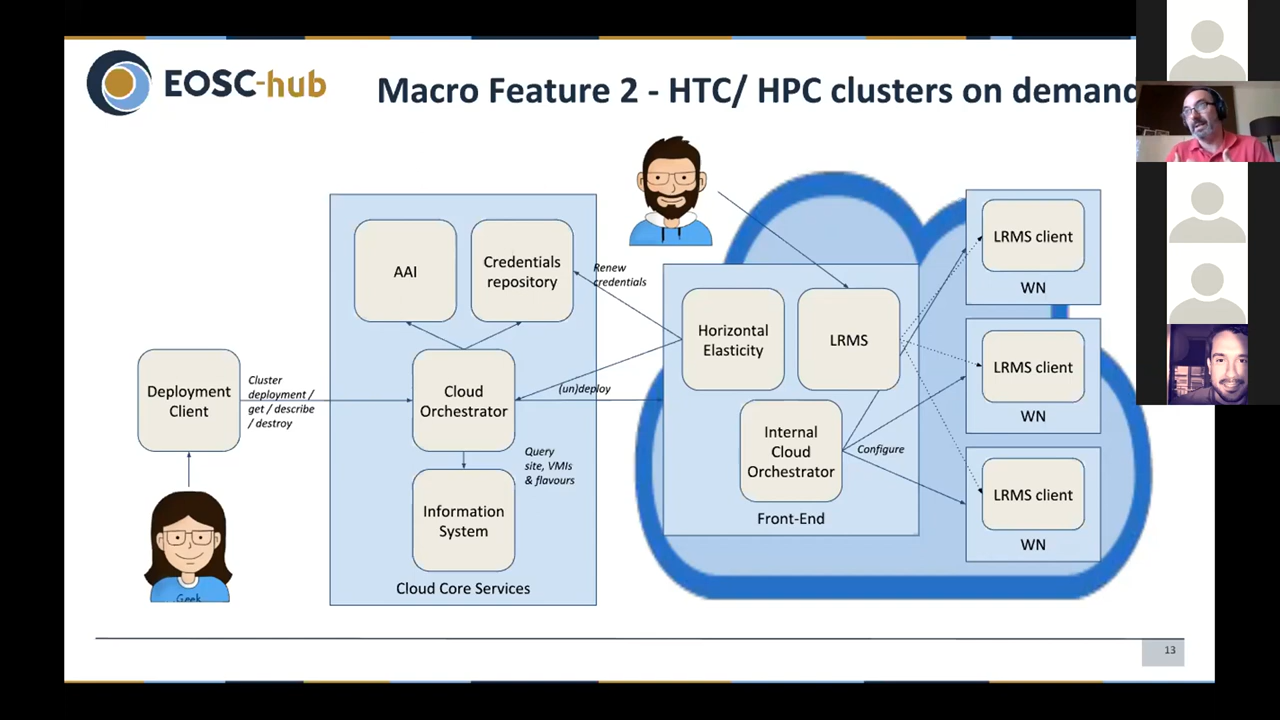 EOSC-hub
Macro Feature 2 - HTC/ HPC clusters on demand
AAI
Credentials
repository
Renew
credentials
LRMS client
WN
Deployment
Client
Cluster
deployment /
get / describe
/ destroy
Cloud
Orchestrator
(un)deploy
Horizontal
Elasticity
LRMS
LRMS client
WN
Query
site, VMIs
& flavours
Internal
Cloud
Orchestrator
Configure
Front-End
Information
System
Cloud Core Services
LRMS client
WN
Geek
13